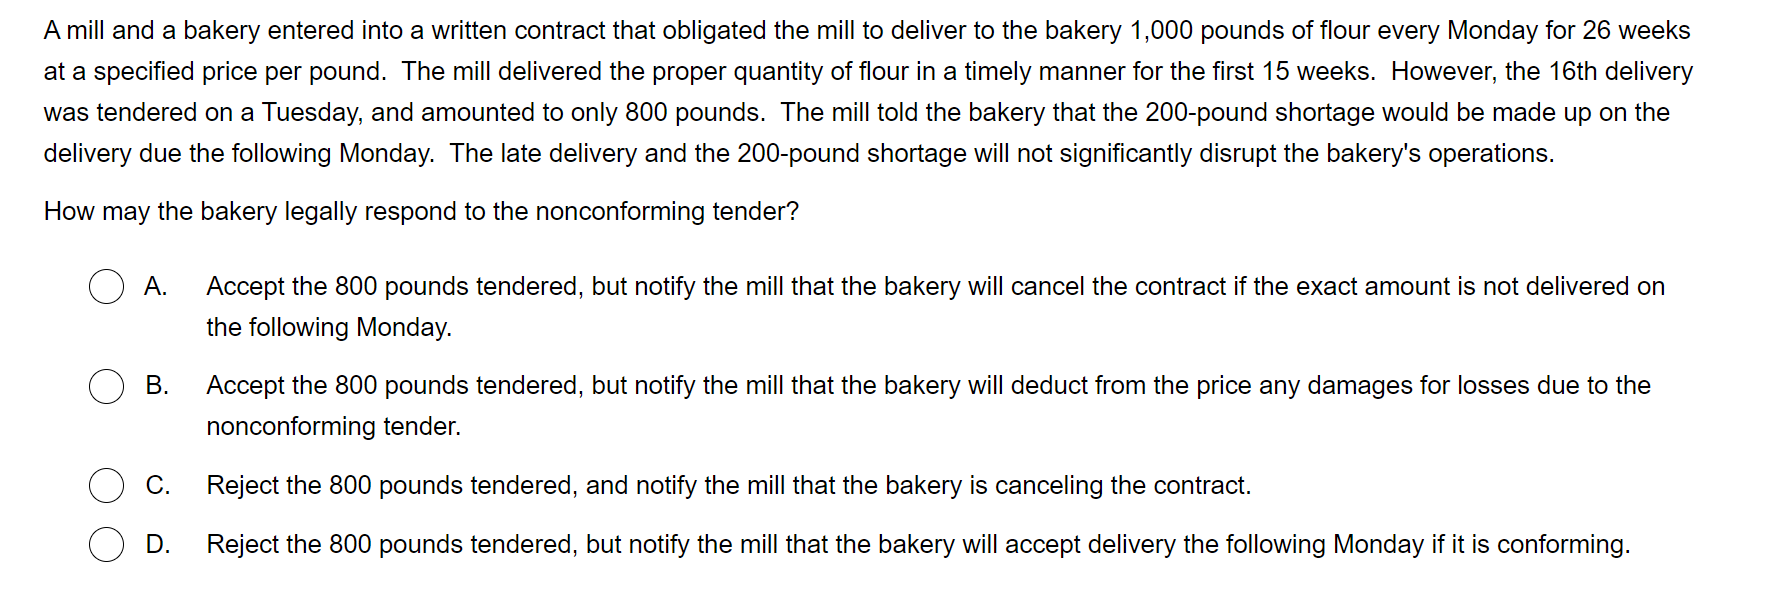 A mill and a bakery entered into a written contract that obligated the mill to deliver to the bakery 1,000 pounds of flour every Monday for 26 weeks
at a specified price per pound.  The mill delivered the proper quantity of flour in a timely manner for the first 15 weeks.  However, the 16th delivery
was tendered on a Tuesday, and amounted to only 800 pounds.  The mill told the bakery that the 200-pound shortage would be made up on the
delivery due the following Monday.  The late delivery and the 200-pound shortage will not significantly disrupt the bakery's operations.
How may the bakery legally respond to the nonconforming tender?
A. Accept the 800 pounds tendered, but notify the mill that the bakery will cancel the contract if the exact amount is not delivered on
the following Monday.
B. Accept the 800 pounds tendered, but notify the mill that the bakery will deduct from the price any damages for losses due to the
nonconforming tender.
C. Reject the 800 pounds tendered, and notify the mill that the bakery is canceling the contract.
D. Reject the 800 pounds tendered, but notify the mill that the bakery will accept delivery the following Monday if it is conforming.